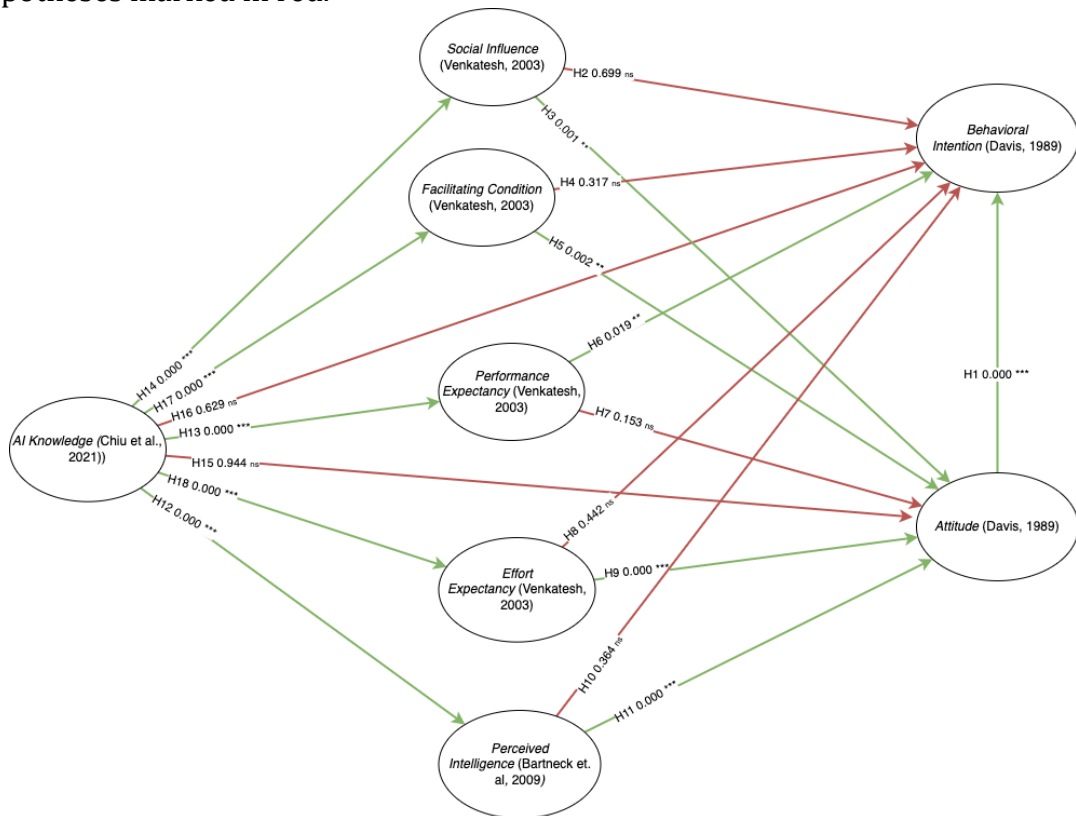 Social Influence
(Venkatesh, 2003)
H2 0.699 ns
H3 0.001 **
Behavioral
Intention (Davis, 1989)
Facilitating Condition
(Venkatesh, 2003)
H4 0.317 ns
H5 0.002 **
H6 0.019 **
Performance
Expectancy (Venkatesh,
2003)
H7 0.153 ns
H1 0.000 ***
H14 0.000 ***
H17 0.000 ***
H16 0.629 ns
H13 0.000 ***
AI Knowledge (Chiu et al.,
2021))
H15 0.944 ns
H18 0.000 ***
H12 0.000 ***
H8 0.442 ns
Attitude (Davis, 1989)
Effort
Expectancy (Venkatesh,
2003)
H9 0.000 ***
H10 0.364 ns
H11 0.000 ***
Perceived
Intelligence (Bartneck et.
al, 2009)